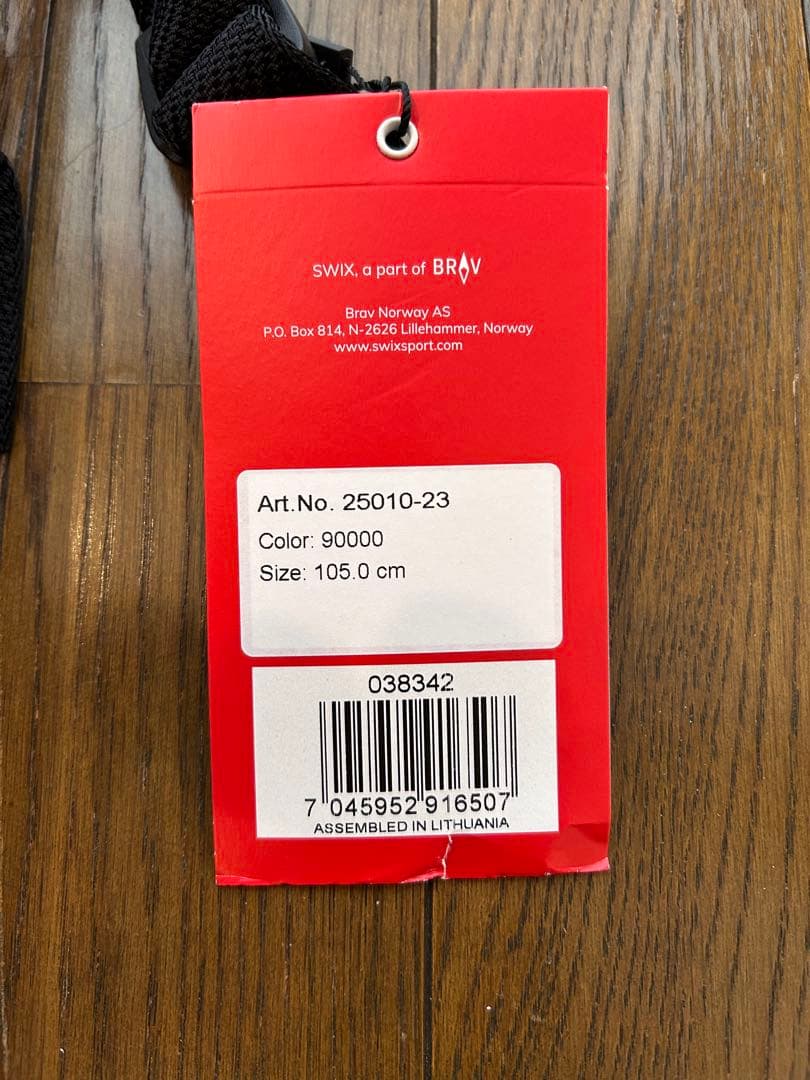 SWIX, a part of BRAV
Brav Norway AS
P.O. Box 814, N-2626 Lillehammer, Norway
www.swixsport.com
Art.No. 25010-23
Color: 90000
Size: 105.0 cm
038342
7 045952 916507
ASSEMBLED IN LITHUANIA